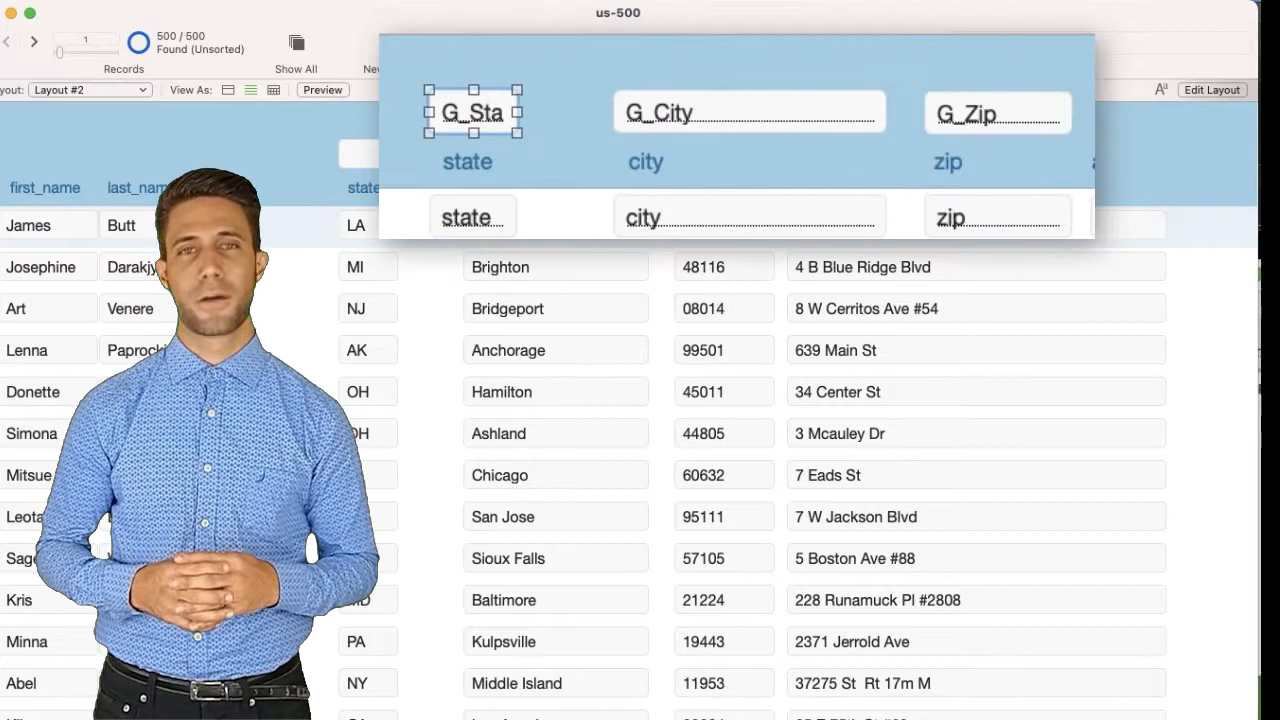 us-500
1
500 / 500
Found (Unsorted)
Records
Show All
Layout #2
View As:
Preview
Edit Layout
G_Sta
G_City
G_Zip
state
city
zip
state
city
zip
first_name
James
Butt
LA
Josephine
MI
Brighton
48116
4 B Blue Ridge Blvd
Art
Venere
NJ
Bridgeport
08014
8 W Cerritos Ave #54
Lenna
AK
Anchorage
99501
639 Main St
Donette
OH
Hamilton
45011
34 Center St
Simona
OH
Ashland
44805
3 Mcauley Dr
Mitsue
Chicago
60632
7 Eads St
San Jose
95111
7 W Jackson Blvd
Sioux Falls
57105
5 Boston Ave #88
Kris
Baltimore
21224
228 Runamuck Pl #2808
Minna
PA
Kulpsville
19443
2371 Jerrold Ave
Abel
NY
Middle Island
11953
37275 St Rt 17m M